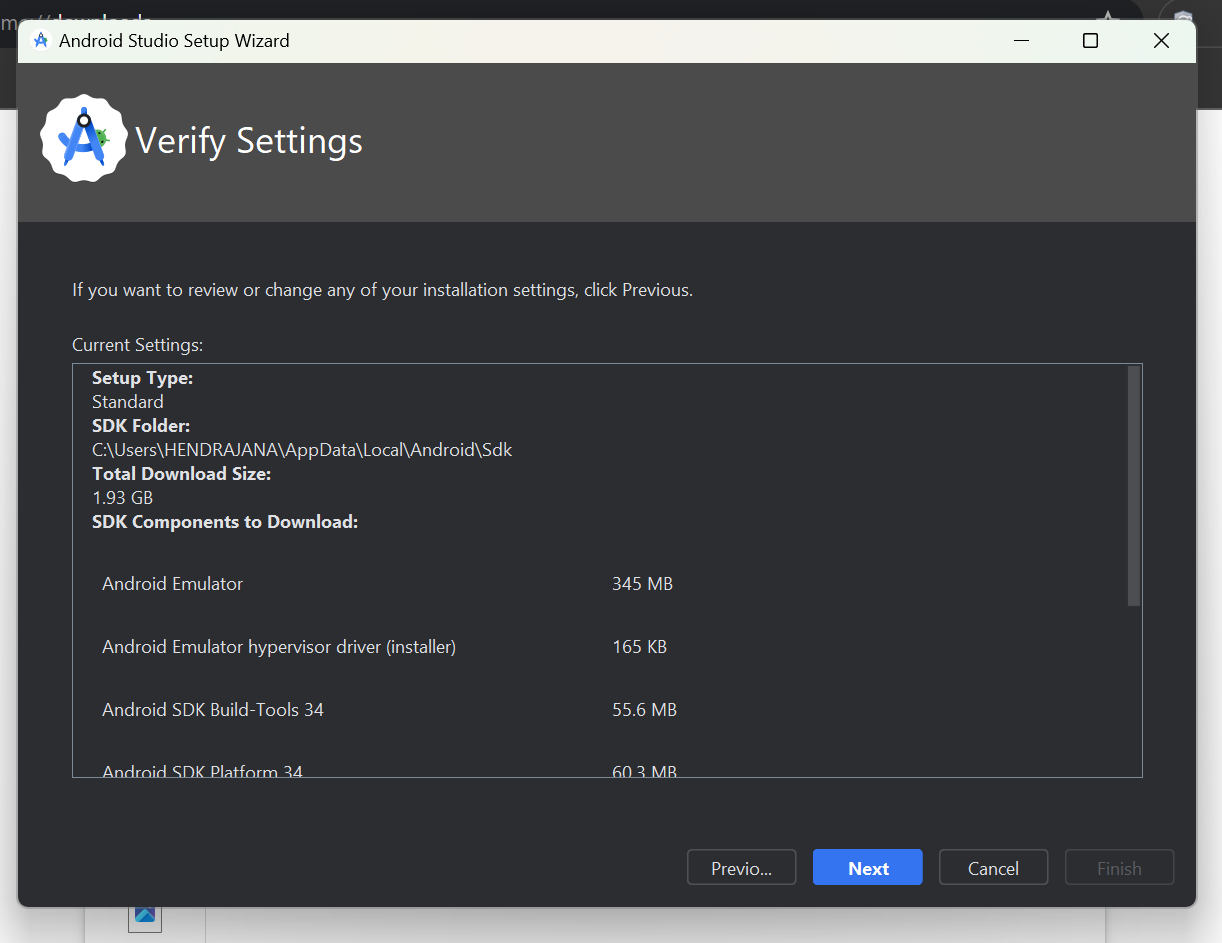 Android Studio Setup Wizard
Verify Settings
If you want to review or change any of your installation settings, click Previous.
Current Settings:
Setup Type:
Standard
SDK Folder:
C:\Users\HENDRAJANA\AppData\Local\Android\Sdk
Total Download Size:
1.93 GB
SDK Components to Download:
Android Emulator 345 MB
Android Emulator hypervisor driver (installer) 165 KB
Android SDK Build-Tools 34 55.6 MB
Android SDK Platform 34 60.3 MB
Previo... Next Cancel Finish